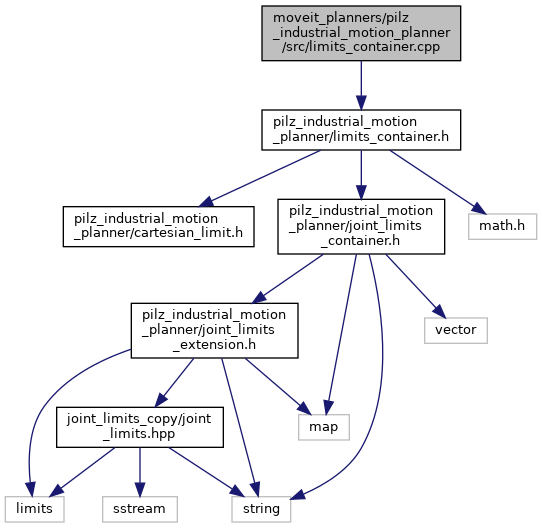 moveit_planners/pilz
_industrial_motion_planner
/src/limits_container.cpp
pilz_industrial_motion
_planner/limits_container.h
pilz_industrial_motion
_planner/cartesian_limit.h
pilz_industrial_motion
_planner/joint_limits
_container.h
math.h
pilz_industrial_motion
_planner/joint_limits
_extension.h
vector
joint_limits_copy/joint
_limits.hpp
map
limits
sstream
string